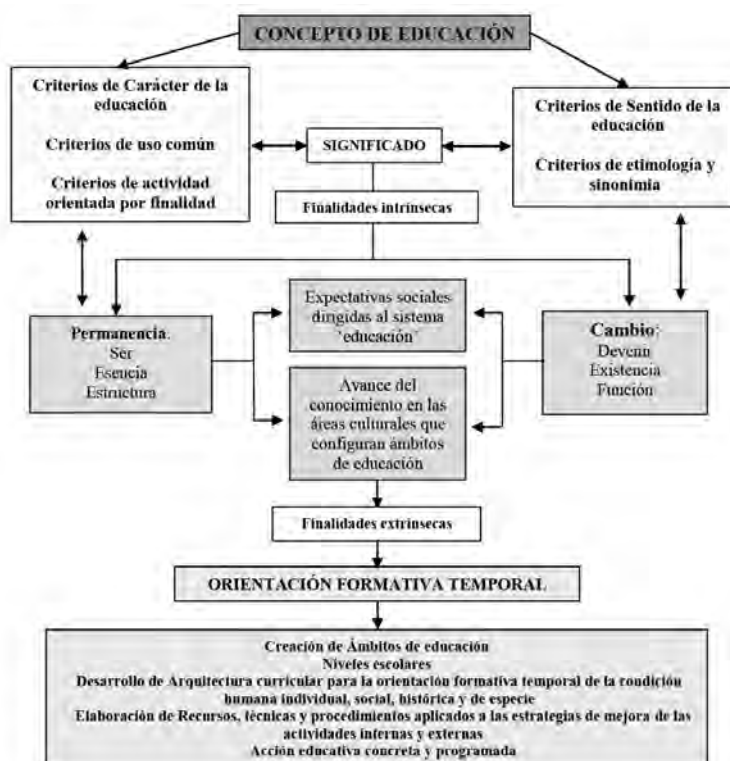 CONCEPTO DE EDUCACIÓN
Criterios de Carácter de la
educación
Criterios de uso común
Criterios de actividad
orientada por finalidad
SIGNIFICADO
Criterios de Sentido de la
educación
Criterios de etimología y
sinonimia
Finalidades intrínsecas
Permanencia:
Ser
Esencia
Estructura
Expectativas sociales
dirigidas al sistema
‘educación’
Avance del
conocimiento en las
áreas culturales que
configuran ámbitos
de educación
Cambio:
Devenir
Existencia
Función
Finalidades extrínsecas
ORIENTACIÓN FORMATIVA TEMPORAL
Creación de Ámbitos de educación
Niveles escolares
Desarrollo de Arquitectura curricular para la orientación formativa temporal de la condición
humana individual, social, histórica y de especie
Elaboración de Recursos, técnicas y procedimientos aplicados a las estrategias de mejora de las
actividades internas y externas
Acción educativa concreta y programada